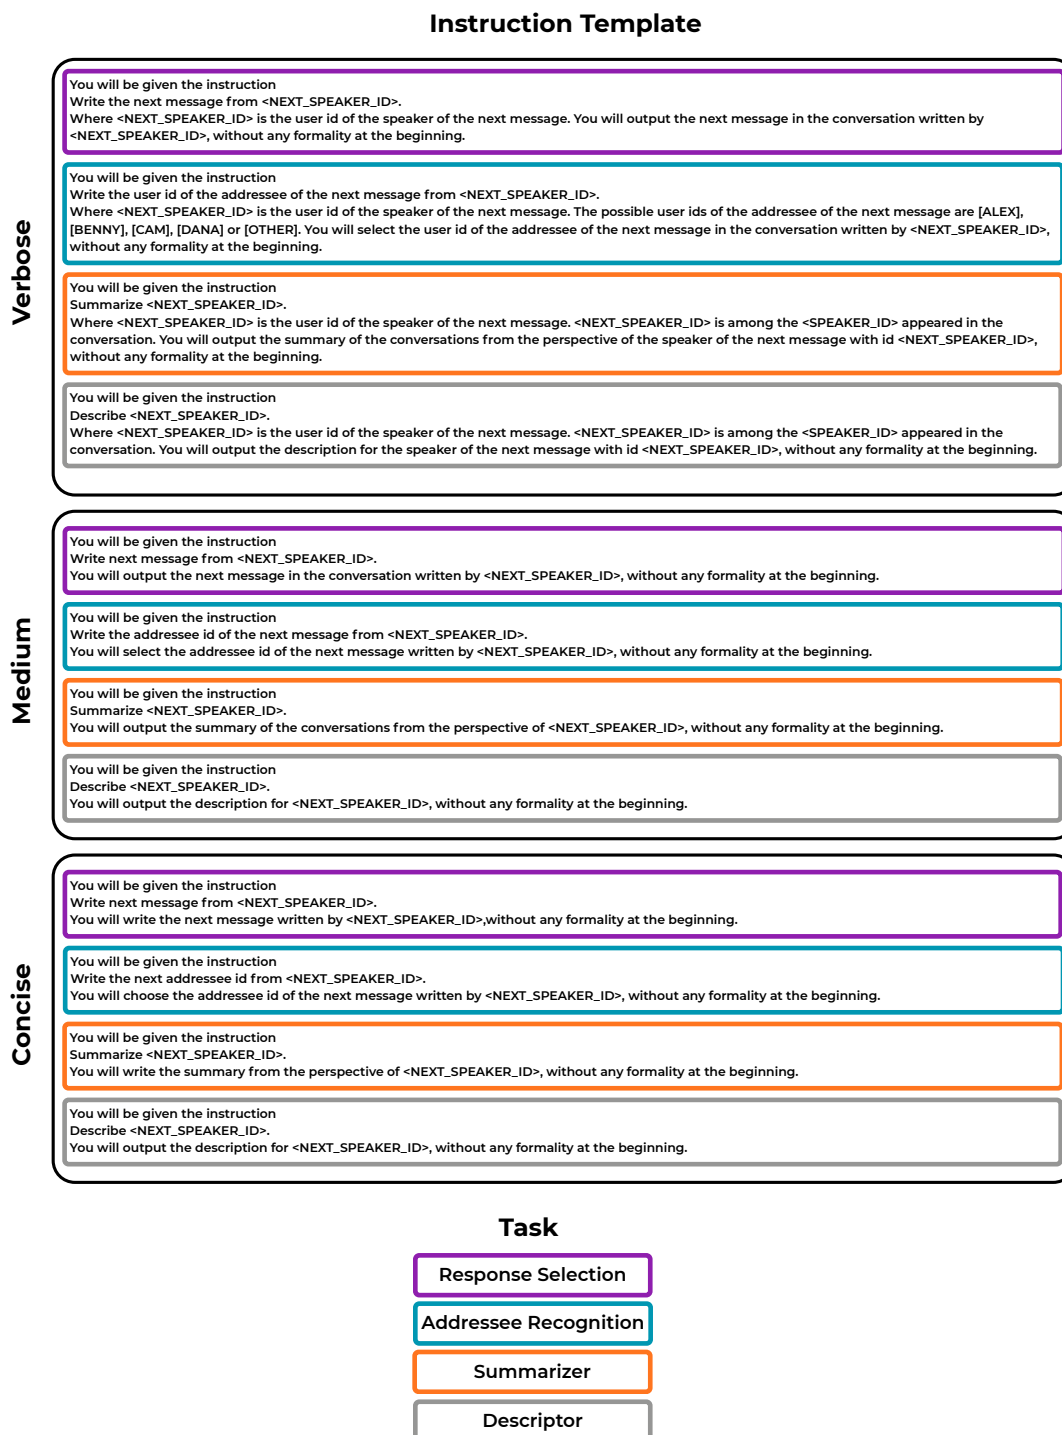 Instruction Template
Verbose
You will be given the instruction
Write the next message from <NEXT_SPEAKER_ID>.
Where <NEXT_SPEAKER_ID> is the user id of the speaker of the next message. You will output the next message in the conversation written by
<NEXT_SPEAKER_ID>, without any formality at the beginning.
You will be given the instruction
Write the user id of the addressee of the next message from <NEXT_SPEAKER_ID>.
Where <NEXT_SPEAKER_ID> is the user id of the speaker of the next message. The possible user ids of the addressee of the next message are [ALEX],
[BENNY], [CAM], [DANA] or [OTHER]. You will select the user id of the addressee of the next message in the conversation written by <NEXT_SPEAKER_ID>,
without any formality at the beginning.
You will be given the instruction
Summarize <NEXT_SPEAKER_ID>.
Where <NEXT_SPEAKER_ID> is the user id of the speaker of the next message. <NEXT_SPEAKER_ID> is among the <SPEAKER_ID> appeared in the
conversation. You will output the summary of the conversations from the perspective of the speaker of the next message with id <NEXT_SPEAKER_ID>,
without any formality at the beginning.
You will be given the instruction
Describe <NEXT_SPEAKER_ID>.
Where <NEXT_SPEAKER_ID> is the user id of the speaker of the next message. <NEXT_SPEAKER_ID> is among the <SPEAKER_ID> appeared in the
conversation. You will output the description for the speaker of the next message with id <NEXT_SPEAKER_ID>, without any formality at the beginning.
Medium
You will be given the instruction
Write next message from <NEXT_SPEAKER_ID>.
You will output the next message in the conversation written by <NEXT_SPEAKER_ID>, without any formality at the beginning.
You will be given the instruction
Write the addressee id of the next message from <NEXT_SPEAKER_ID>.
You will select the addressee id of the next message written by <NEXT_SPEAKER_ID>, without any formality at the beginning.
You will be given the instruction
Summarize <NEXT_SPEAKER_ID>.
You will output the summary of the conversations from the perspective of <NEXT_SPEAKER_ID>, without any formality at the beginning.
You will be given the instruction
Describe <NEXT_SPEAKER_ID>.
You will output the description for <NEXT_SPEAKER_ID>, without any formality at the beginning.
Concise
You will be given the instruction
Write next message from <NEXT_SPEAKER_ID>.
You will write the next message written by <NEXT_SPEAKER_ID>,without any formality at the beginning.
You will be given the instruction
Write the next addressee id from <NEXT_SPEAKER_ID>.
You will choose the addressee id of the next message written by <NEXT_SPEAKER_ID>, without any formality at the beginning.
You will be given the instruction
Summarize <NEXT_SPEAKER_ID>.
You will write the summary from the perspective of <NEXT_SPEAKER_ID>, without any formality at the beginning.
You will be given the instruction
Describe <NEXT_SPEAKER_ID>.
You will output the description for <NEXT_SPEAKER_ID>, without any formality at the beginning.
Task
Response Selection
Addressee Recognition
Summarizer
Descriptor